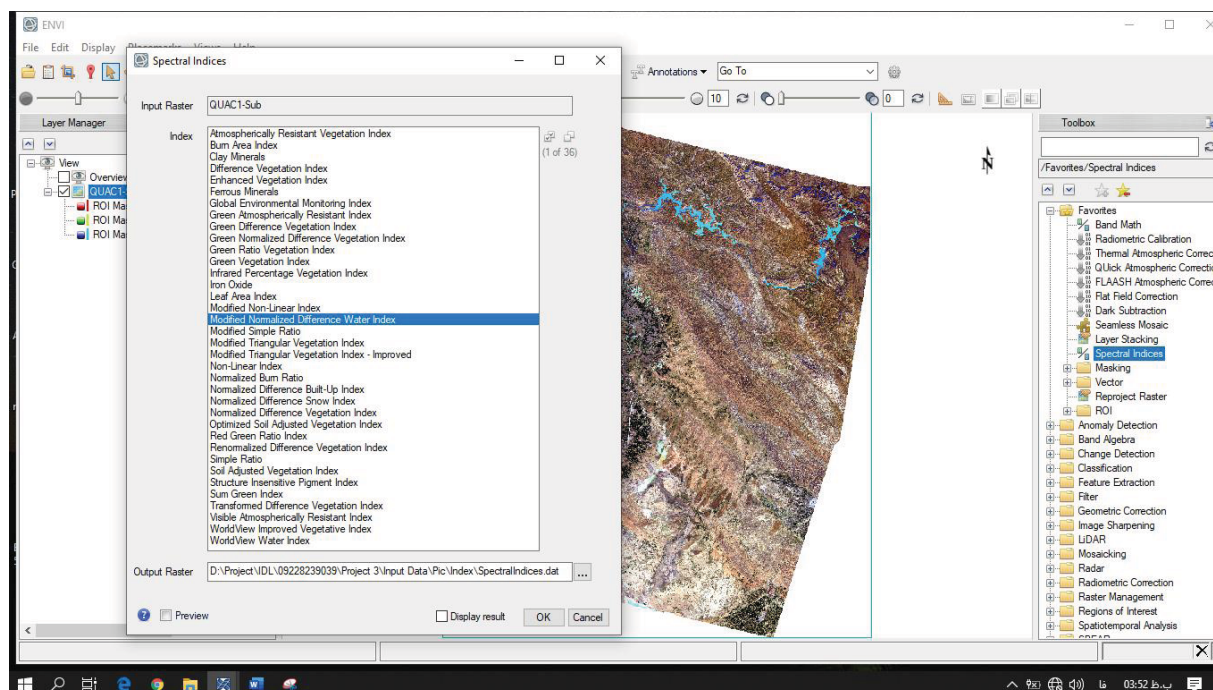 ENVI
File Edit Display Placemarks Views Help
Annotations Go To
10 0
Layer Manager
View
Overview
QUAC1-
ROI Ma
ROI Ma
ROI Ma
Spectral Indices
Input Raster QUAC1-Sub
Index
(1 of 36)
Atmospherically Resistant Vegetation Index
Burn Area Index
Clay Minerals
Difference Vegetation Index
Enhanced Vegetation Index
Ferrous Minerals
Global Environmental Monitoring Index
Green Atmospherically Resistant Index
Green Difference Vegetation Index
Green Normalized Difference Vegetation Index
Green Ratio Vegetation Index
Green Vegetation Index
Infrared Percentage Vegetation Index
Iron Oxide
Leaf Area Index
Modified Non-Linear Index
Modified Normalized Difference Water Index
Modified Simple Ratio
Modified Triangular Vegetation Index
Modified Triangular Vegetation Index - Improved
Non-Linear Index
Normalized Burn Ratio
Normalized Difference Built-Up Index
Normalized Difference Snow Index
Normalized Difference Vegetation Index
Optimized Soil Adjusted Vegetation Index
Red Green Ratio Index
Renormalized Difference Vegetation Index
Simple Ratio
Soil Adjusted Vegetation Index
Structure Insensitive Pigment Index
Sum Green Index
Transformed Difference Vegetation Index
Visible Atmospherically Resistant Index
WorldView Improved Vegetative Index
WorldView Water Index
Output Raster D:\Project\IDL\09228239039\Project 3\Input Data\Pic\Index\SpectralIndices.dat ...
Preview Display result OK Cancel
N
Toolbox
/Favorites/Spectral Indices
Favorites
Band Math
Radiometric Calibration
Thermal Atmospheric Correc
QUick Atmospheric Correctio
FLAASH Atmospheric Correc
Flat Field Correction
Dark Subtraction
Seamless Mosaic
Layer Stacking
Spectral Indices
Masking
Vector
Reproject Raster
ROI
Anomaly Detection
Band Algebra
Change Detection
Classification
Feature Extraction
Filter
Geometric Correction
Image Sharpening
LiDAR
Mosaicking
Radar
Radiometric Correction
Raster Management
Regions of Interest
Spatiotemporal Analysis
SPEAR
فا 03:52 ب.ظ